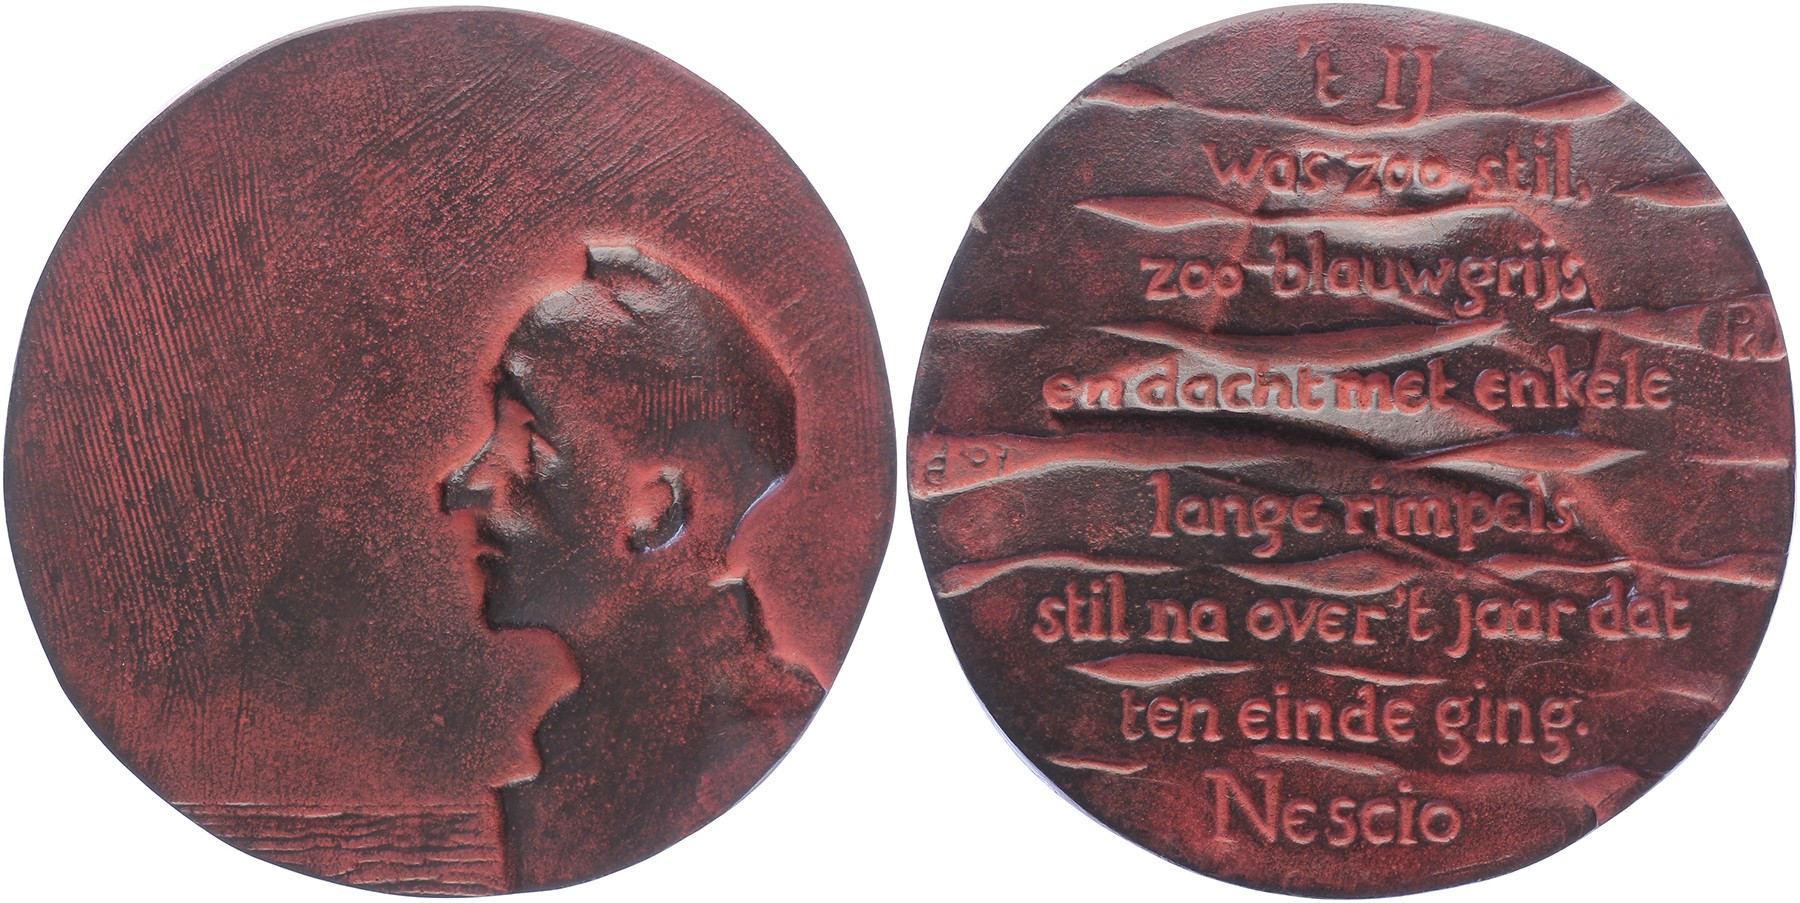 't IJ
was zoo stil,
zoo blauwgrijs
en dacht met enkele
lange rimpels
stil na over 't jaar dat
ten einde ging.
Nescio